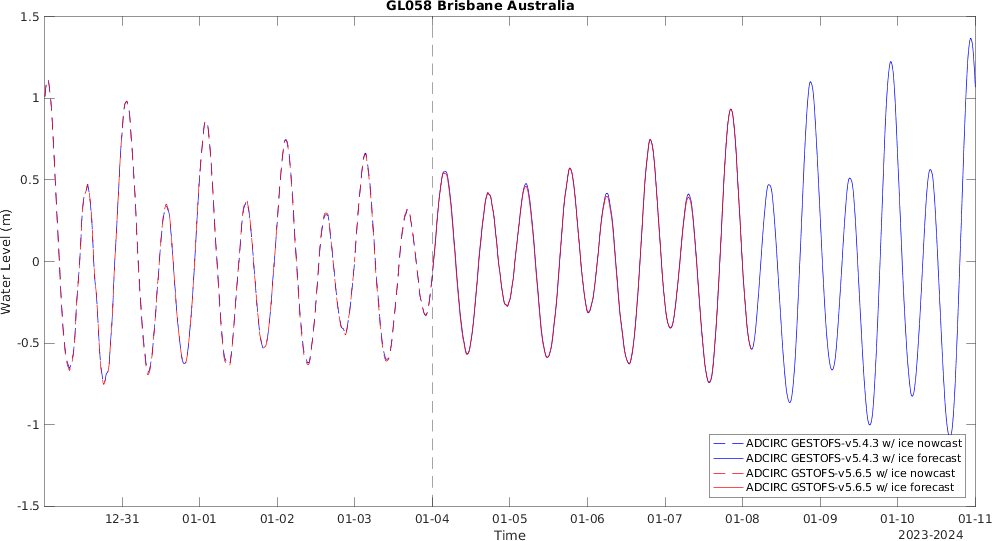 GL058 Brisbane Australia
Water Level (m)
1.5
1
0.5
0
-0.5
-1
-1.5
ADCIRC GESTOFS-v5.4.3 w/ ice nowcast
ADCIRC GESTOFS-v5.4.3 w/ ice forecast
ADCIRC GSTOFS-v5.6.5 w/ ice nowcast
ADCIRC GSTOFS-v5.6.5 w/ ice forecast
12-31 01-01 01-02 01-03 01-04 01-05 01-06 01-07 01-08 01-09 01-10 01-11
Time
2023-2024